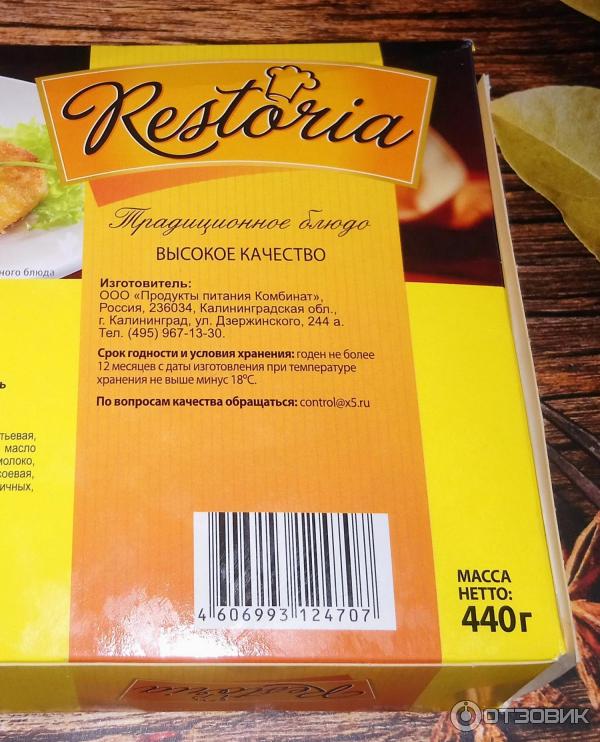 Restoria
Традиционное блюдо
ВЫСОКОЕ КАЧЕСТВО
ного блюда
Изготовитель:
ООО «Продукты питания Комбинат»,
Россия, 236034, Калининградская обл.,
г. Калининград, ул. Дзержинского, 244 а.
Тел. (495) 967-13-30.
Срок годности и условия хранения: годен не более
12 месяцев с даты изготовления при температуре
хранения не выше минус 18°С.
По вопросам качества обращаться: control@x5.ru
ь
тьевая,
масло
молоко,
соевая,
ичных,
4 606993 124707
МАССА
НЕТТО:
440 г
Restoria
ОТЗОВИК